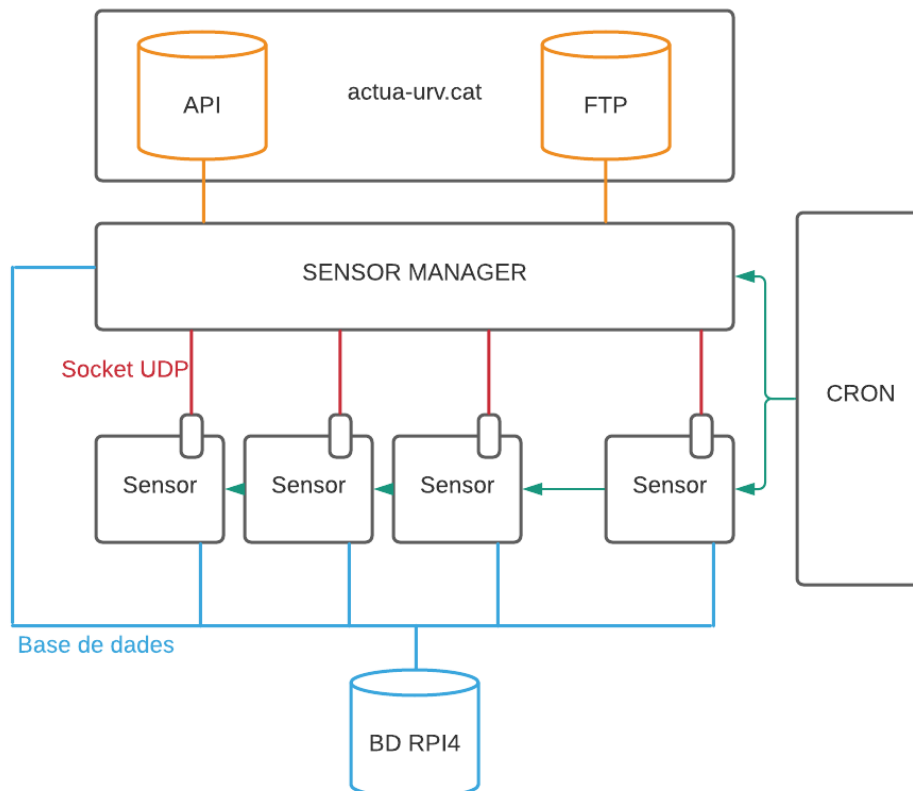 API
actua-urv.cat
FTP
SENSOR MANAGER
Socket UDP
CRON
Sensor
Sensor
Sensor
Sensor
Base de dades
BD RPI4